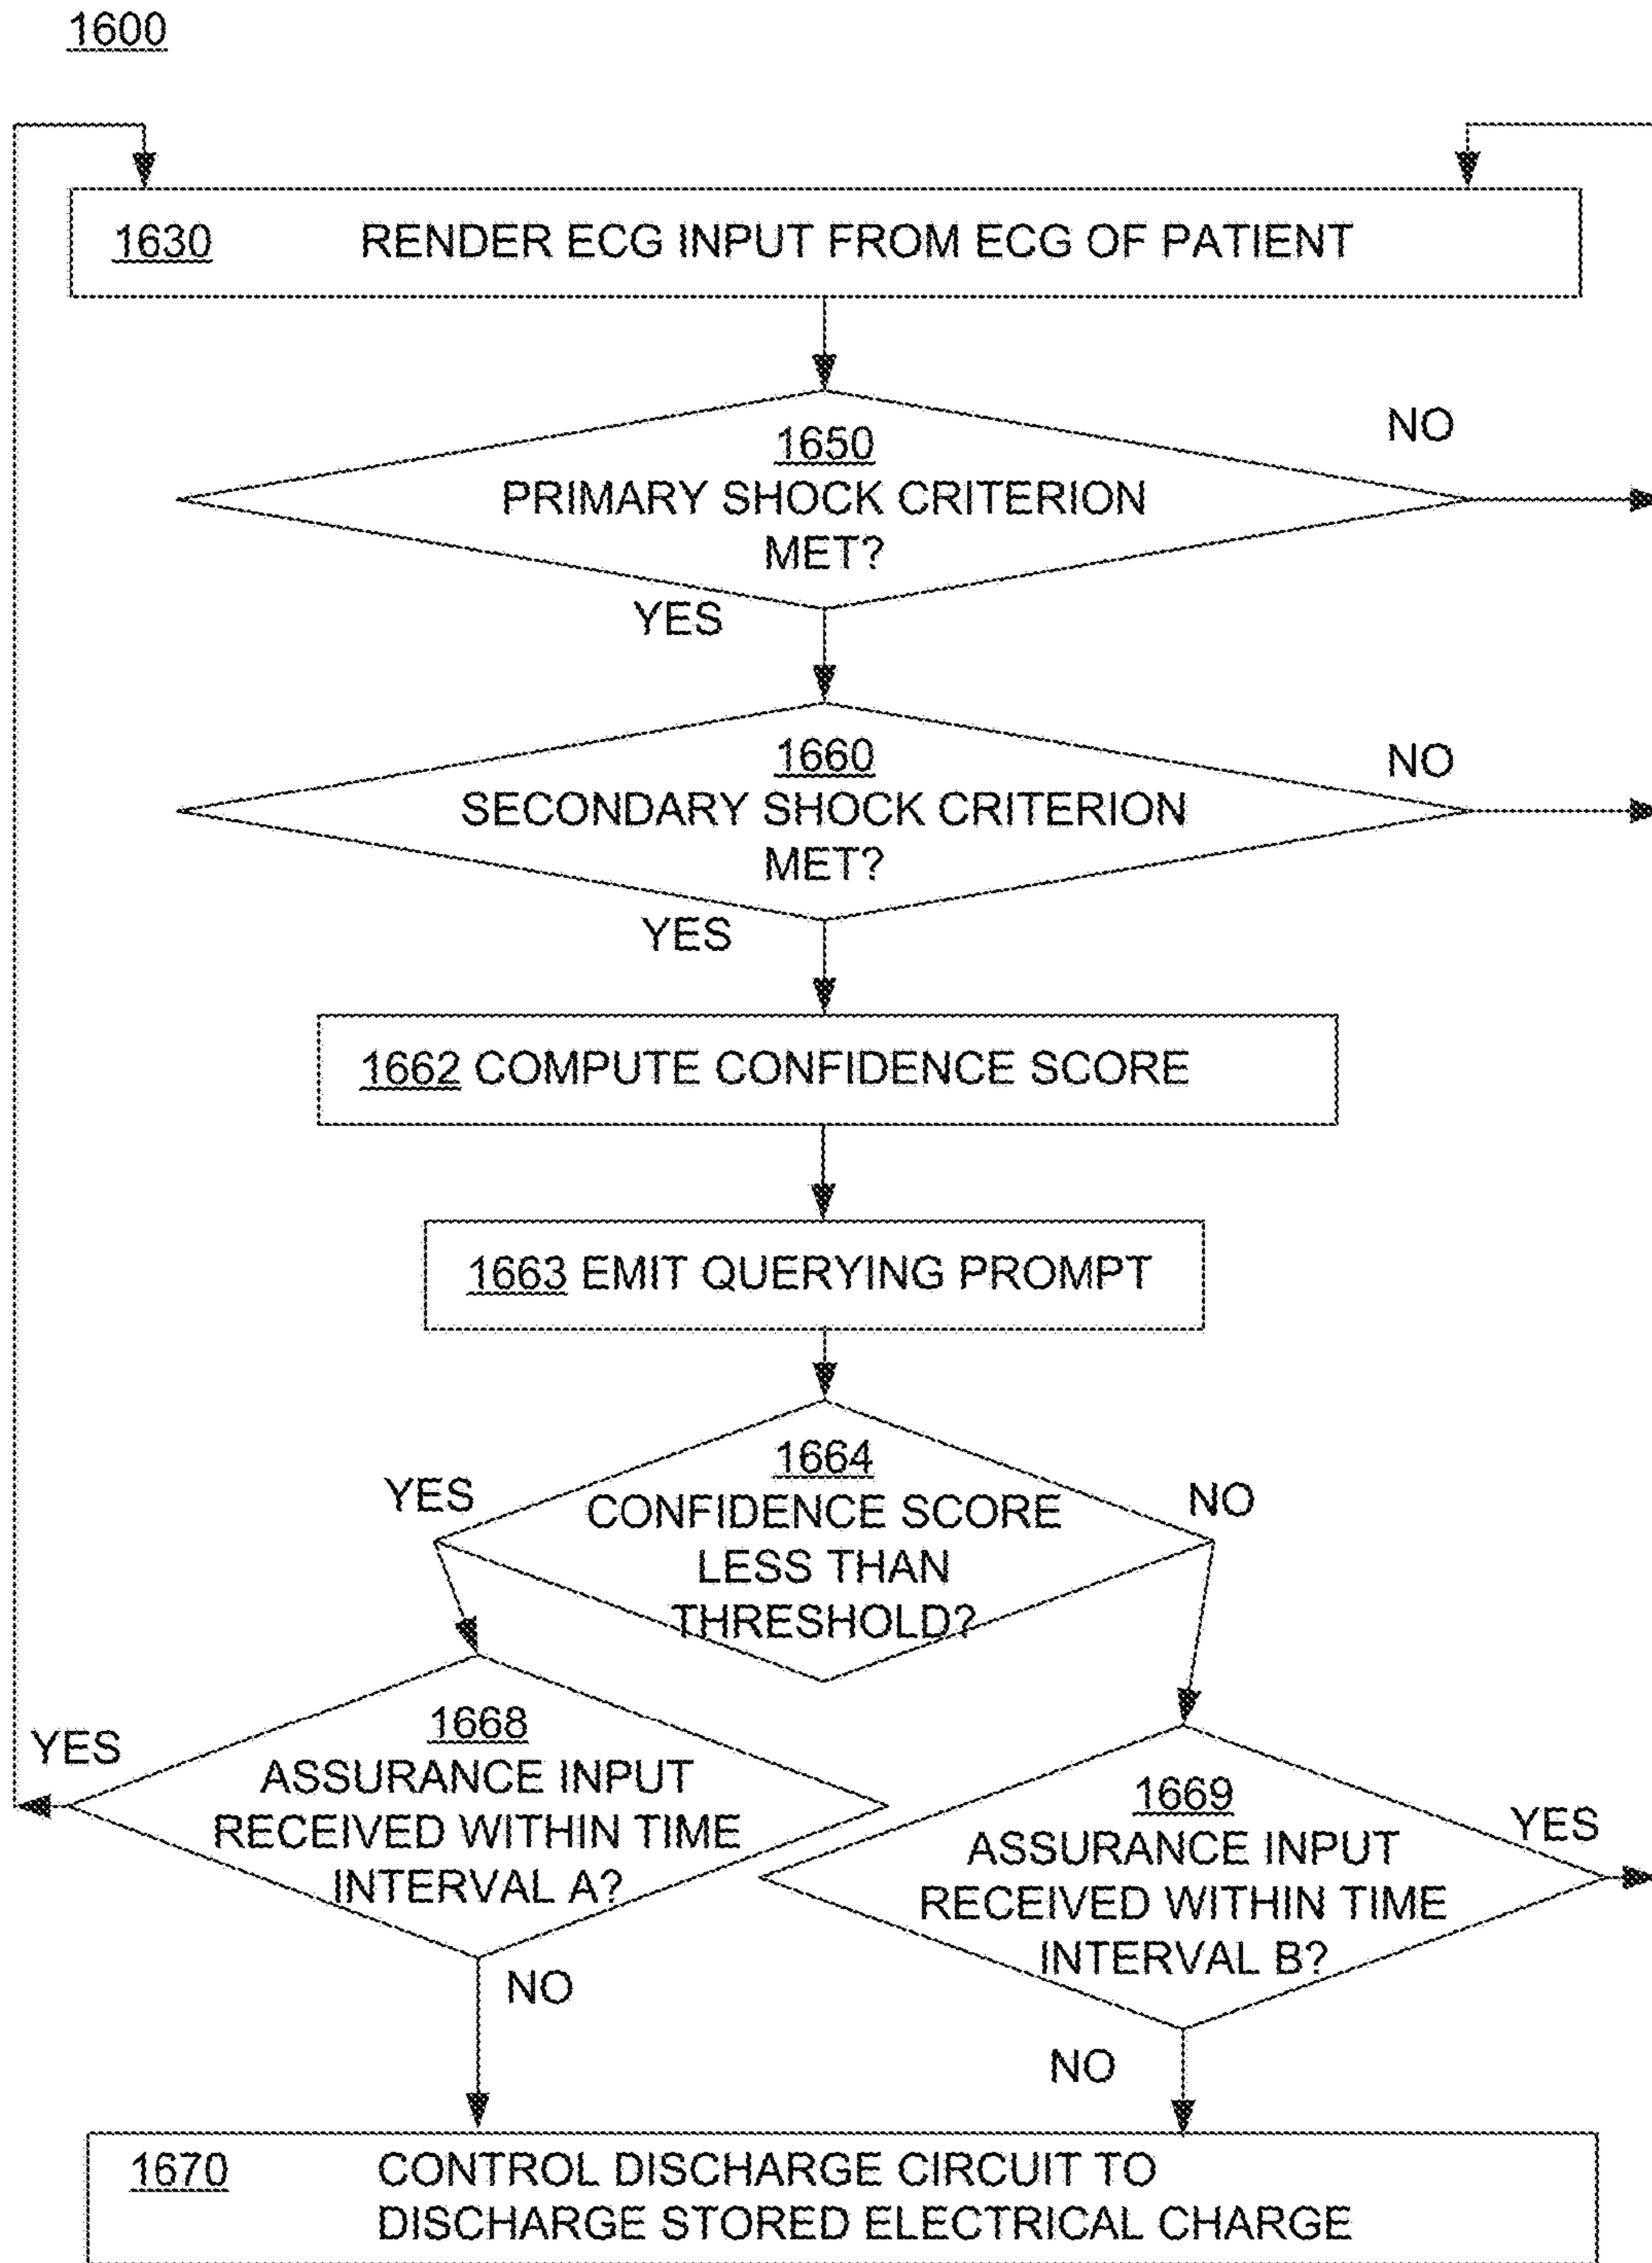 1600
1630 RENDER ECG INPUT FROM ECG OF PATIENT
NO
1650
PRIMARY SHOCK CRITERION
MET?
YES
NO
1660
SECONDARY SHOCK CRITERION
MET?
YES
1662 COMPUTE CONFIDENCE SCORE
1663 EMIT QUERYING PROMPT
YES
1664
NO
CONFIDENCE SCORE
LESS THAN
THRESHOLD?
YES
1668
ASSURANCE INPUT
RECEIVED WITHIN TIME
INTERVAL A?
NO
1669
YES
ASSURANCE INPUT
RECEIVED WITHIN TIME
INTERVAL B?
NO
1670 CONTROL DISCHARGE CIRCUIT TO
DISCHARGE STORED ELECTRICAL CHARGE